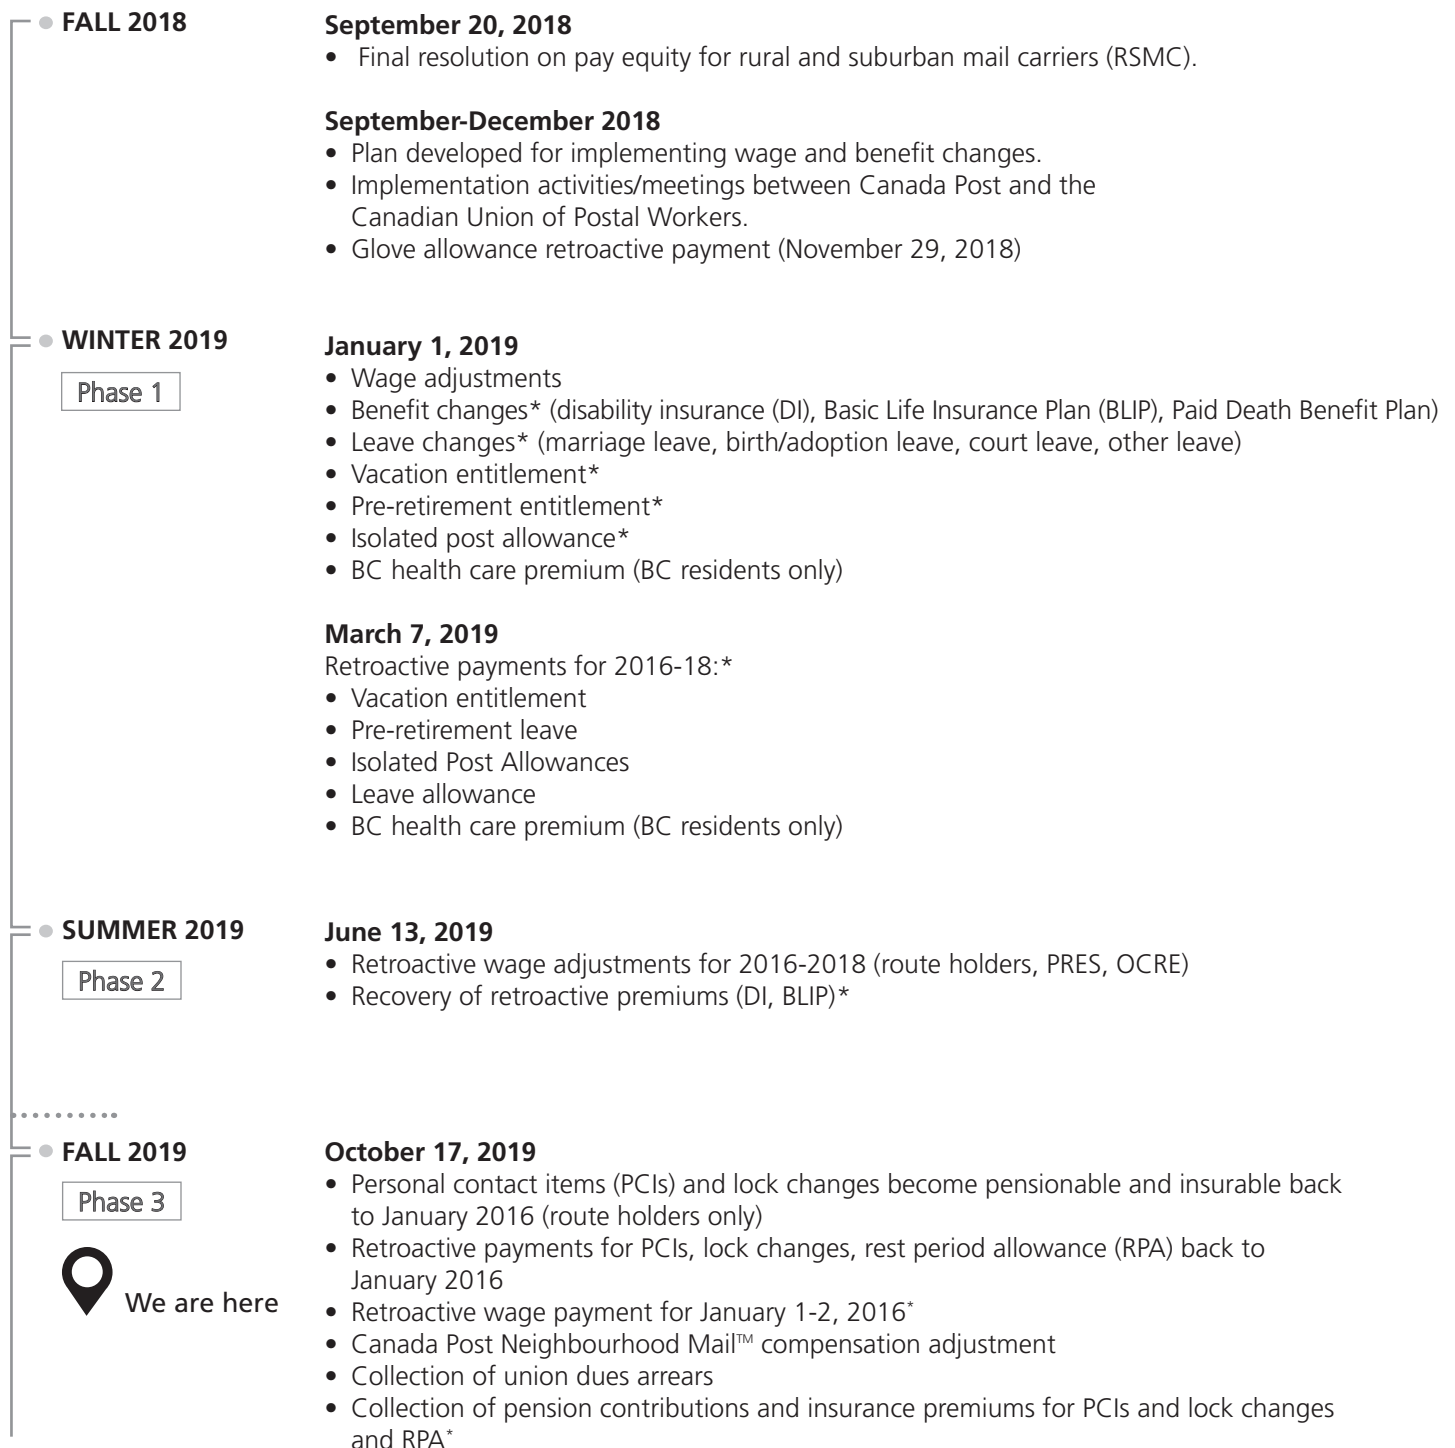 FALL 2018
September 20, 2018
• Final resolution on pay equity for rural and suburban mail carriers (RSMC).
September-December 2018
• Plan developed for implementing wage and benefit changes.
• Implementation activities/meetings between Canada Post and the
Canadian Union of Postal Workers.
• Glove allowance retroactive payment (November 29, 2018)
WINTER 2019
Phase 1
January 1, 2019
• Wage adjustments
• Benefit changes* (disability insurance (DI), Basic Life Insurance Plan (BLIP), Paid Death Benefit Plan)
• Leave changes* (marriage leave, birth/adoption leave, court leave, other leave)
• Vacation entitlement*
• Pre-retirement entitlement*
• Isolated post allowance*
• BC health care premium (BC residents only)
March 7, 2019
Retroactive payments for 2016-18:*
• Vacation entitlement
• Pre-retirement leave
• Isolated Post Allowances
• Leave allowance
• BC health care premium (BC residents only)
SUMMER 2019
Phase 2
June 13, 2019
• Retroactive wage adjustments for 2016-2018 (route holders, PRES, OCRE)
• Recovery of retroactive premiums (DI, BLIP)*
FALL 2019
Phase 3
We are here
October 17, 2019
• Personal contact items (PCIs) and lock changes become pensionable and insurable back
to January 2016 (route holders only)
• Retroactive payments for PCIs, lock changes, rest period allowance (RPA) back to
January 2016
• Retroactive wage payment for January 1-2, 2016*
• Canada Post Neighbourhood Mail™ compensation adjustment
• Collection of union dues arrears
• Collection of pension contributions and insurance premiums for PCIs and lock changes
and RPA*